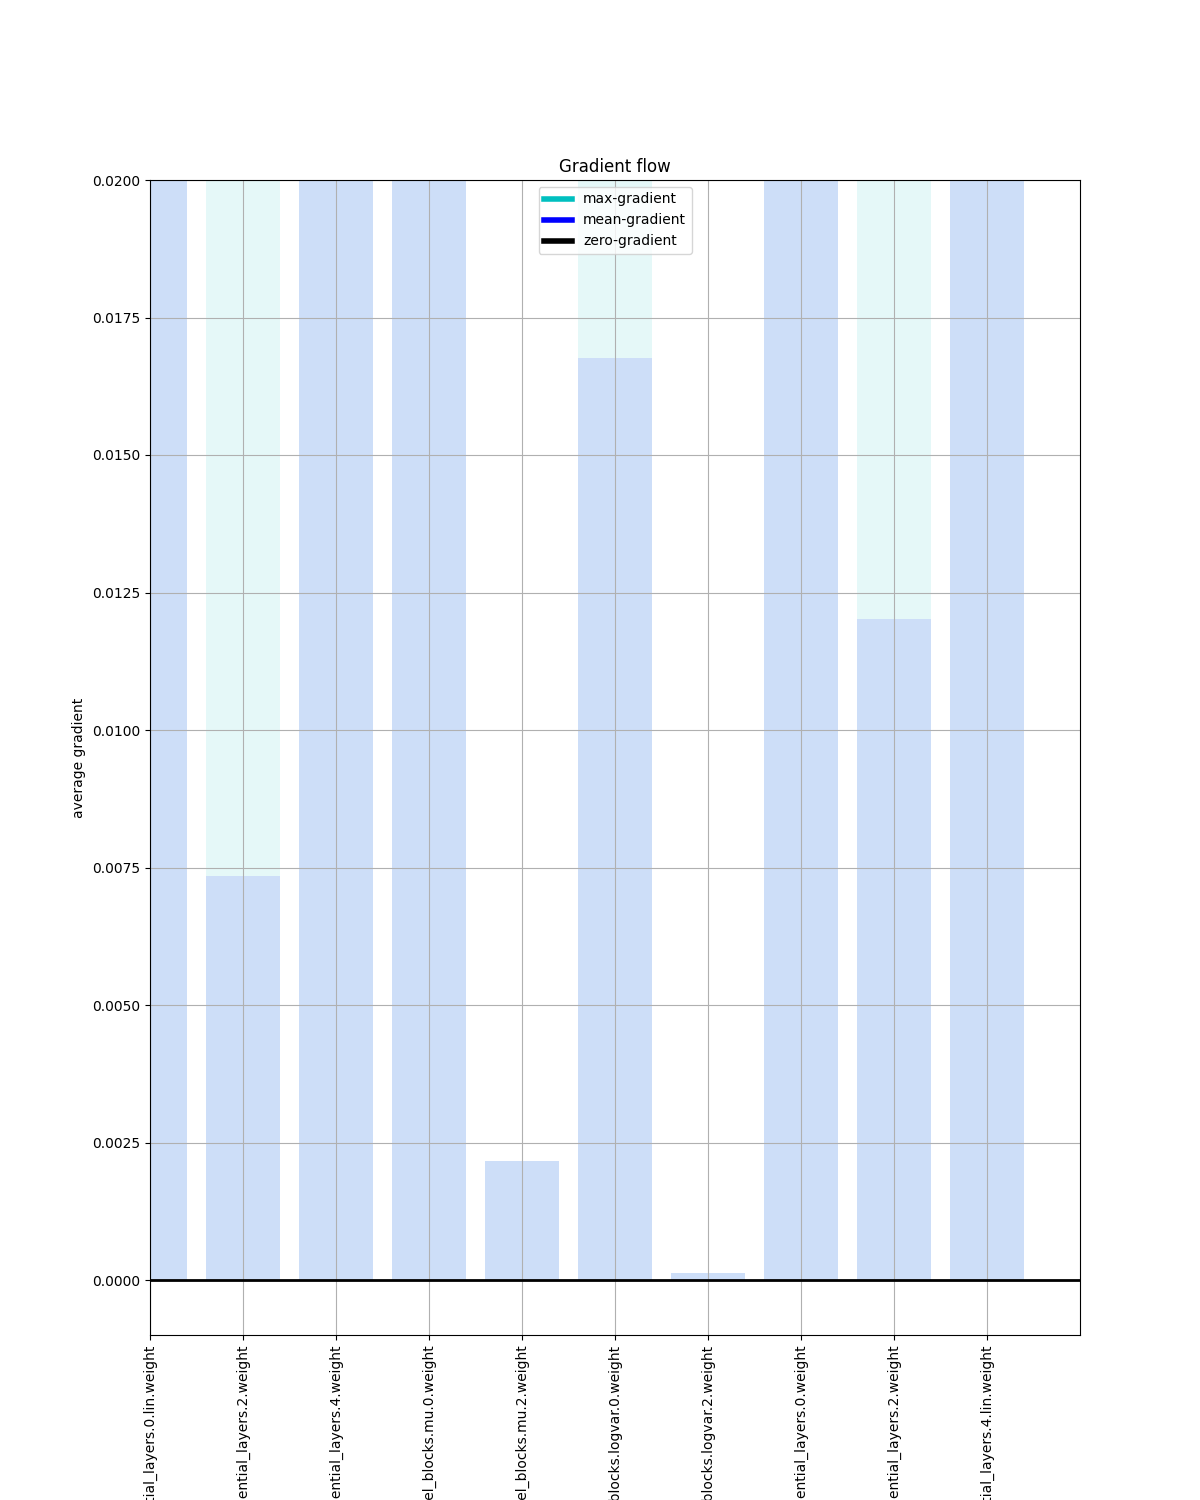 Gradient flow
max-gradient
mean-gradient
zero-gradient
0.0200
0.0175
0.0150
0.0125
0.0100
0.0075
0.0050
0.0025
0.0000
average gradient
tial_layers.0.lin.weight
ential_layers.2.weight
ential_layers.4.weight
el_blocks.mu.0.weight
el_blocks.mu.2.weight
blocks.logvar.0.weight
blocks.logvar.2.weight
ential_layers.0.weight
ential_layers.2.weight
tial_layers.4.lin.weight